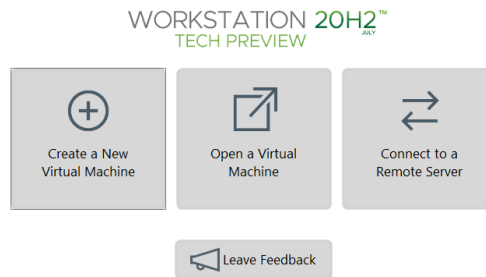 WORKSTATION 20H2™
JULY
TECH PREVIEW
Create a New
Virtual Machine
Open a Virtual
Machine
Connect to a
Remote Server
Leave Feedback